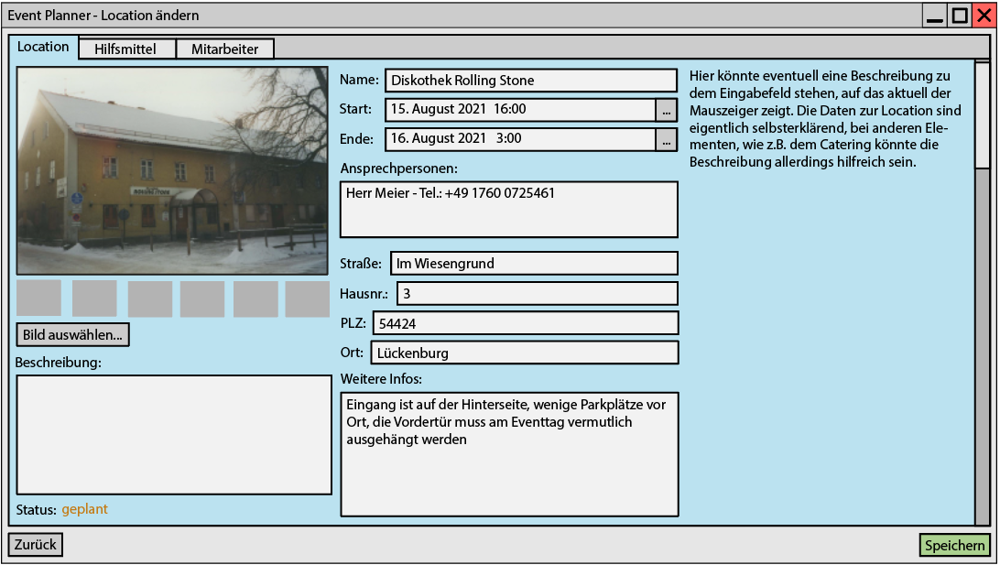 Event Planner - Location ändern
Location
Hilfsmittel
Mitarbeiter
Name:
Diskothek Rolling Stone
Start:
15. August 2021 16:00
...
Ende:
16. August 2021 3:00
...
Ansprechpersonen:
Herr Meier - Tel.: +49 1760 0725461
Straße:
Im Wiesengrund
Hausnr.:
3
PLZ:
54424
Ort:
Lückenburg
Weitere Infos:
Eingang ist auf der Hinterseite, wenige Parkplätze vor
Ort, die Vordertür muss am Eventtag vermutlich
ausgehängt werden
Bild auswählen...
Beschreibung:
Status: geplant
Hier könnte eventuell eine Beschreibung zu
dem Eingabefeld stehen, auf das aktuell der
Mauszeiger zeigt. Die Daten zur Location sind
eigentlich selbsterklärend, bei anderen Ele-
menten, wie z.B. dem Catering könnte die
Beschreibung allerdings hilfreich sein.
Zurück
Speichern